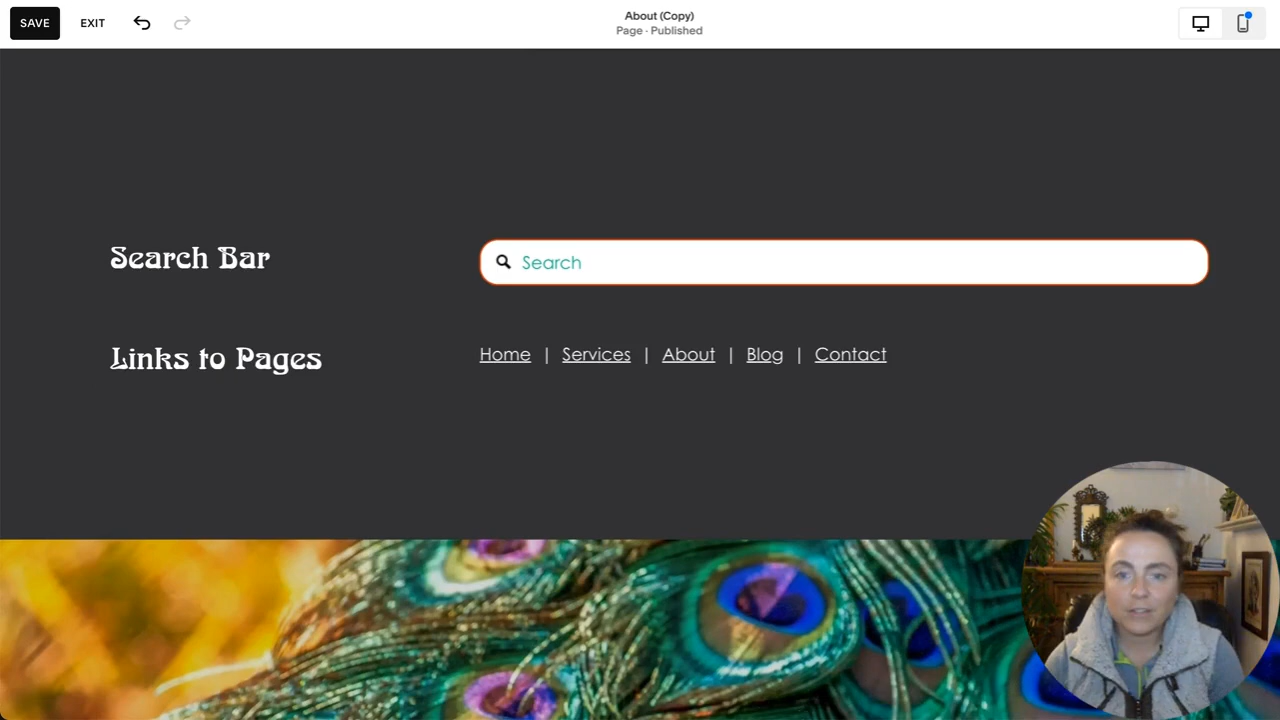 SAVE
EXIT
About (Copy)
Page · Published
Search Bar
Search
Links to Pages
Home | Services | About | Blog | Contact